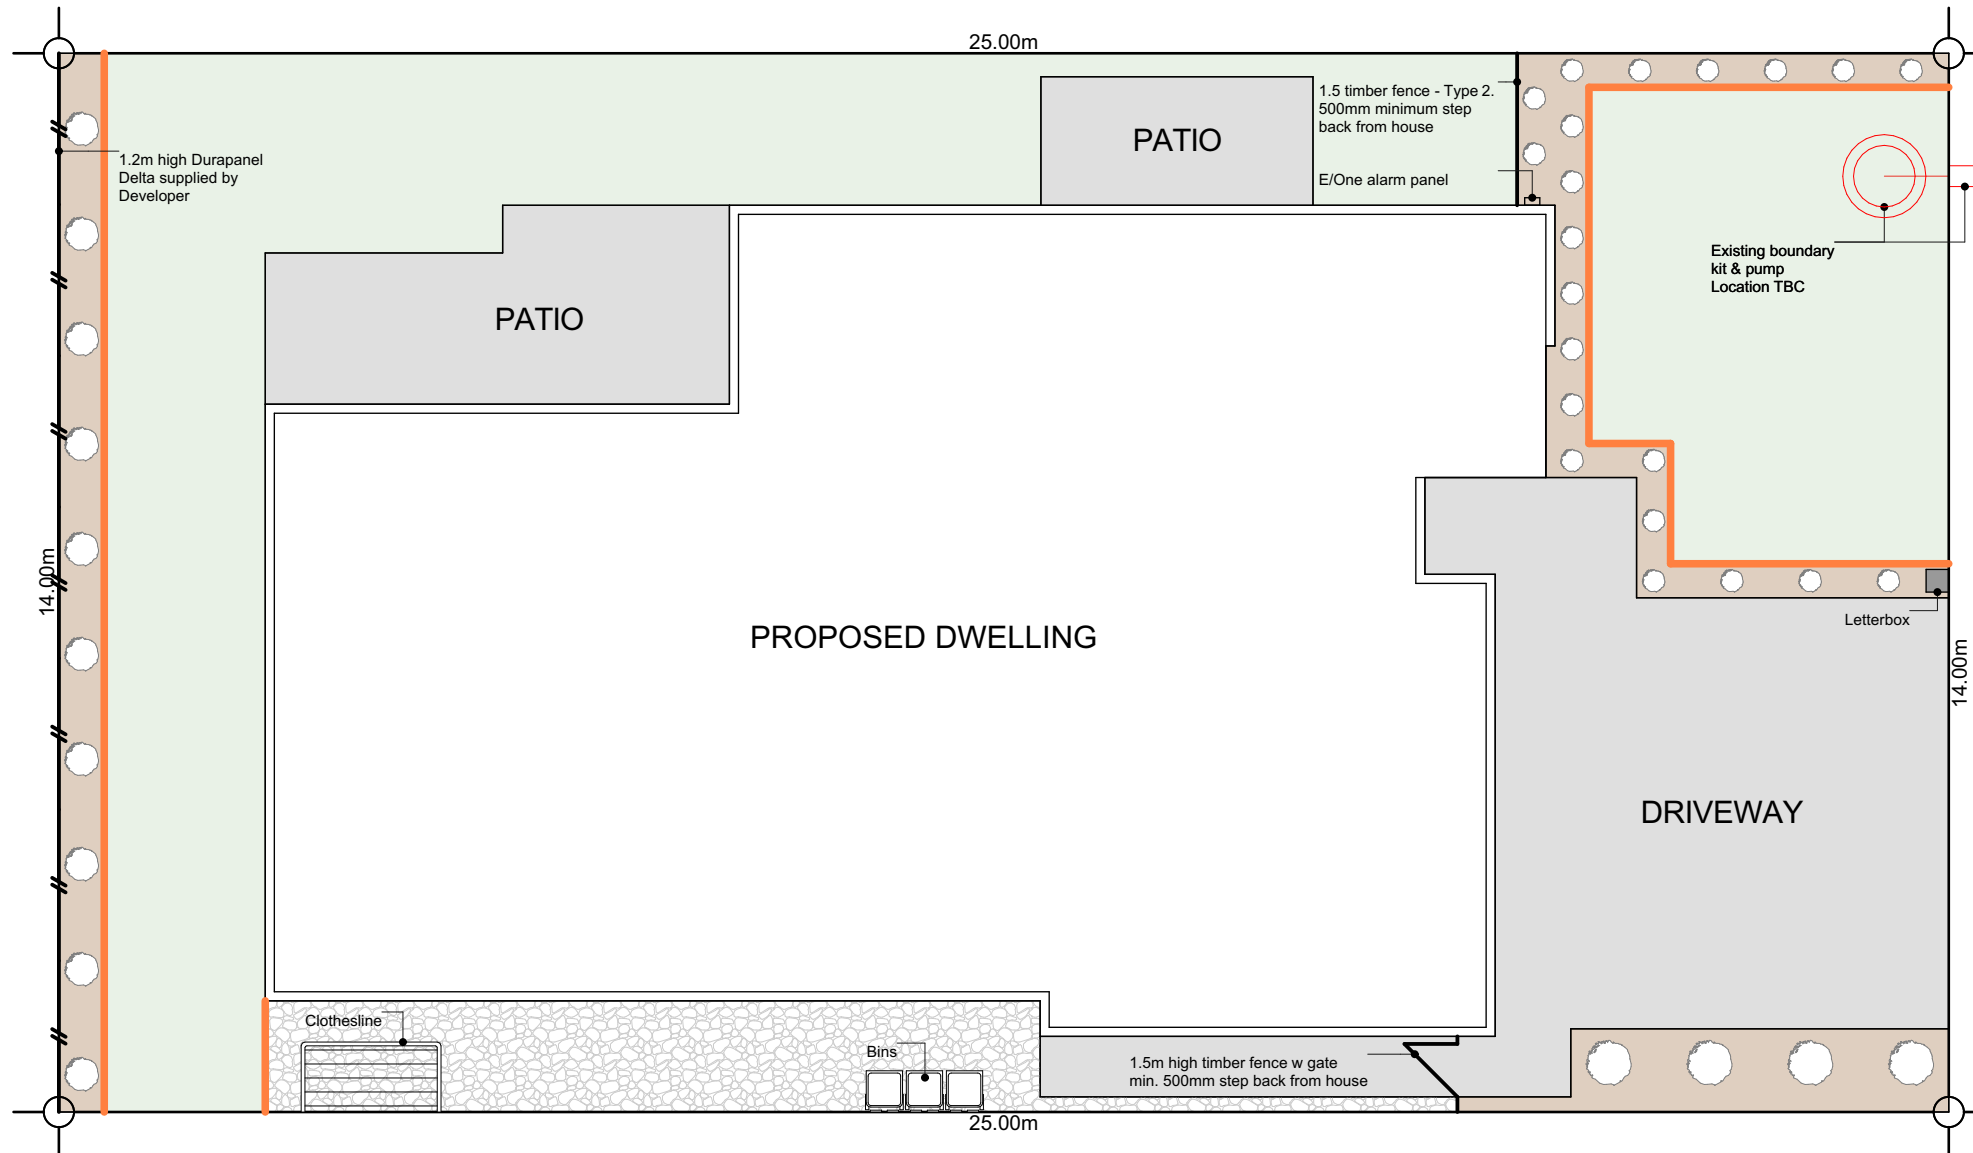 25.00m
1.5 timber fence - Type 2.
500mm minimum step
back from house
PATIO
1.2m high Durapanel
Delta supplied by
Developer
E/One alarm panel
Existing boundary
kit & pump
Location TBC
PATIO
14.00m
Letterbox
PROPOSED DWELLING
14.00m
DRIVEWAY
Clothesline
Bins
1.5m high timber fence w gate
min. 500mm step back from house
25.00m